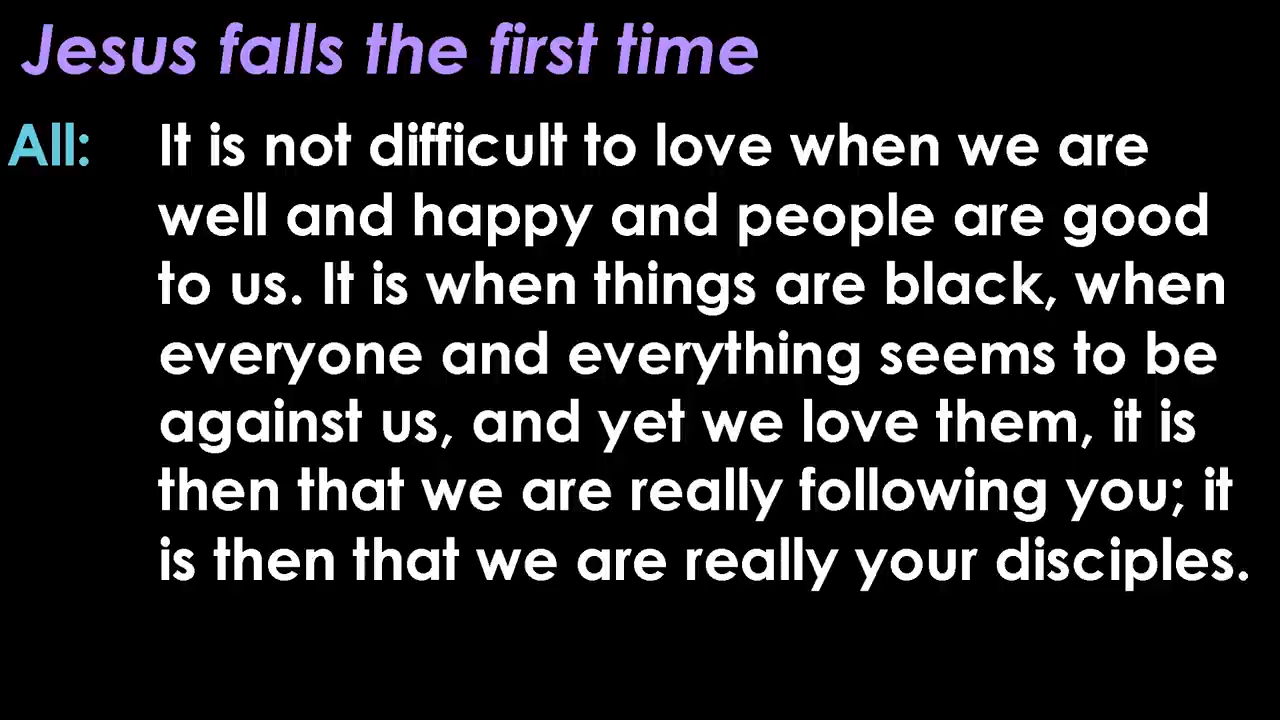 Jesus falls the first time
All: It is not difficult to love when we are
well and happy and people are good
to us. It is when things are black, when
everyone and everything seems to be
against us, and yet we love them, it is
then that we are really following you; it
is then that we are really your disciples.